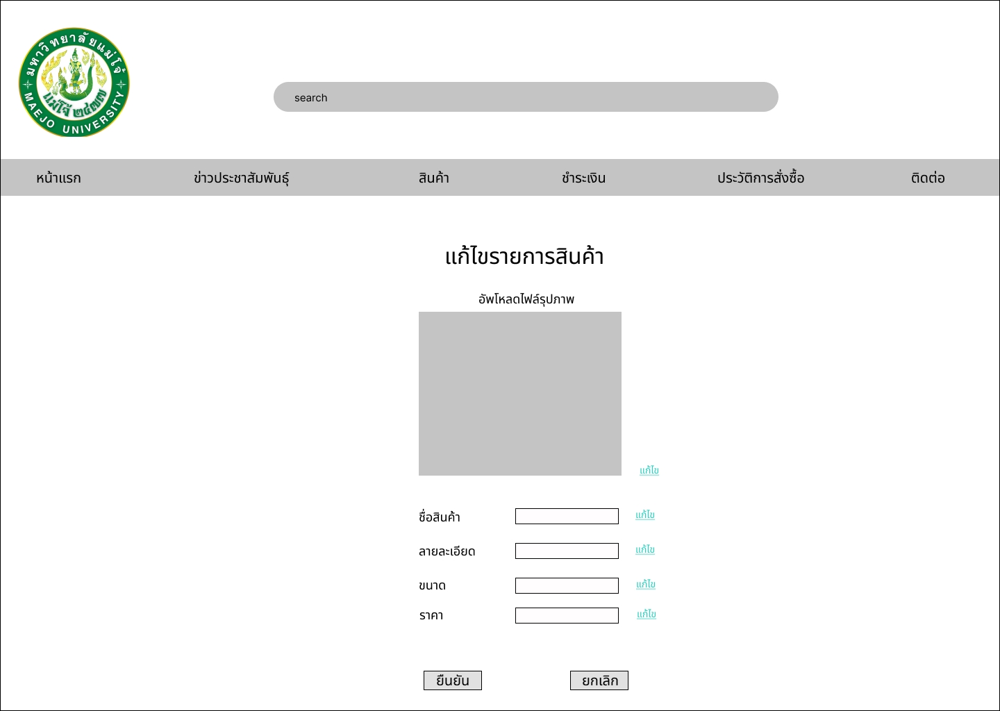 มหาวิทยาลัยแม่โจ้
แม่โจ้ ๒๔๗๗
MAEJO UNIVERSITY
search
หน้าแรก ข่าวประชาสัมพันธุ์ สินค้า ชำระเงิน ประวัติการสั่งซื้อ ติดต่อ
แก้ไขรายการสินค้า
อัพโหลดไฟล์รุปภาพ
แก้ไข
ชื่อสินค้า แก้ไข
ลายละเอียด แก้ไข
ขนาด แก้ไข
ราคา แก้ไข
ยืนยัน ยกเลิก